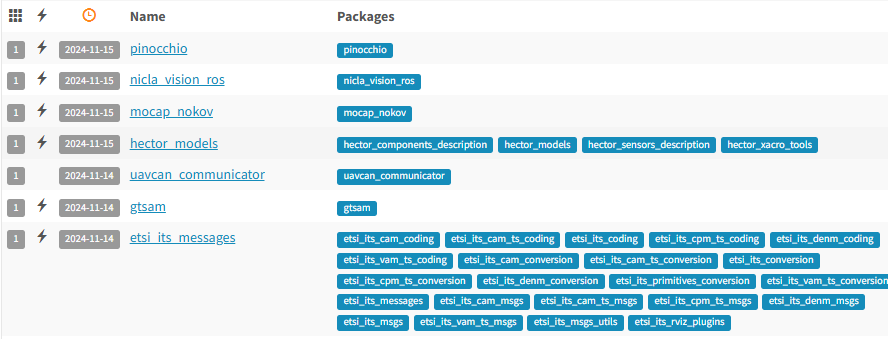 Name Packages
1 2024-11-15 pinocchio pinocchio
1 2024-11-15 nicla_vision_ros nicla_vision_ros
1 2024-11-15 mocap_nokov mocap_nokov
1 2024-11-15 hector_models hector_components_description hector_models hector_sensors_description hector_xacro_tools
1 2024-11-14 uavcan_communicator uavcan_communicator
1 2024-11-14 gtsam gtsam
1 2024-11-14 etsi_its_messages etsi_its_cam_coding etsi_its_cam_ts_coding etsi_its_coding etsi_its_cpm_ts_coding etsi_its_denm_coding
etsi_its_vam_ts_coding etsi_its_cam_conversion etsi_its_cam_ts_conversion etsi_its_conversion
etsi_its_cpm_ts_conversion etsi_its_denm_conversion etsi_its_primitives_conversion etsi_its_vam_ts_conversion
etsi_its_messages etsi_its_cam_msgs etsi_its_cam_ts_msgs etsi_its_cpm_ts_msgs etsi_its_denm_msgs
etsi_its_msgs etsi_its_vam_ts_msgs etsi_its_msgs_utils etsi_its_rviz_plugins